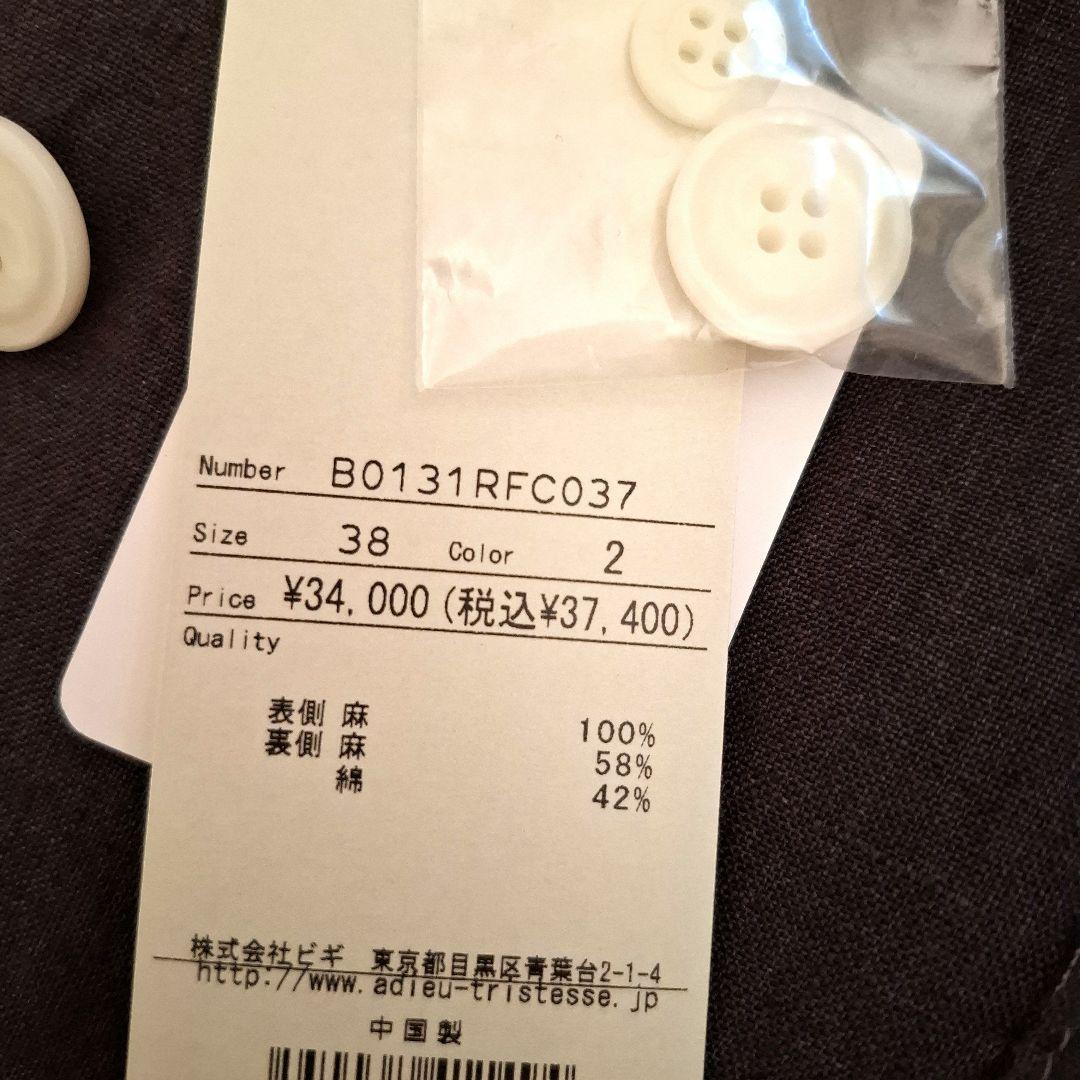 Number B0131RFC037
Size 38 Color 2
Price ¥34,000(税込¥37,400)
Quality
表側 麻 100%
裏側 麻 58%
綿 42%
株式会社ビギ 東京都目黒区青葉台2-1-4
http://www.adieu-tristesse.jp
中国製